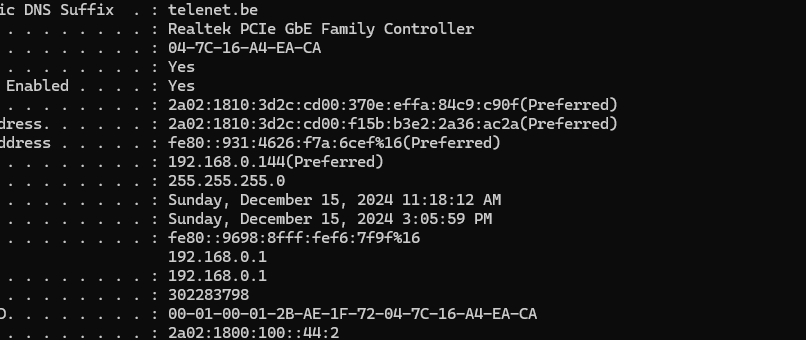 ic DNS Suffix  . : telenet.be
. . . . . . . . : Realtek PCIe GbE Family Controller
. . . . . . . . : 04-7C-16-A4-EA-CA
. . . . . . . . : Yes
 Enabled . . . . : Yes
. . . . . . . . : 2a02:1810:3d2c:cd00:370e:effa:84c9:c90f(Preferred)
dress. . . . . . : 2a02:1810:3d2c:cd00:f15b:b3e2:2a36:ac2a(Preferred)
ddress . . . . . : fe80::931:4626:f7a:6cef%16(Preferred)
. . . . . . . . : 192.168.0.144(Preferred)
. . . . . . . . : 255.255.255.0
. . . . . . . . : Sunday, December 15, 2024 11:18:12 AM
. . . . . . . . : Sunday, December 15, 2024 3:05:59 PM
. . . . . . . . : fe80::9698:8fff:fef6:7f9f%16
192.168.0.1
. . . . . . . . : 192.168.0.1
. . . . . . . . : 302283798
D. . . . . . . . : 00-01-00-01-2B-AE-1F-72-04-7C-16-A4-EA-CA
. . . . . . . . : 2a02:1800:100::44:2